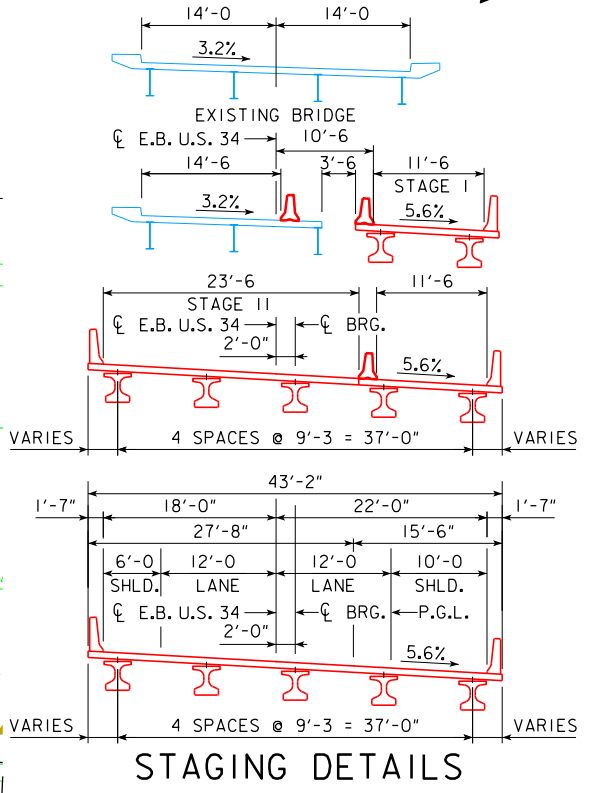 14'-0 14'-0
3.2%
EXISTING BRIDGE
℄ E.B. U.S. 34 10'-6
14'-6 3'-6 11'-6
STAGE I
3.2% 5.6%
23'-6 11'-6
STAGE II
℄ E.B. U.S. 34 ℄ BRG.
2'-0"
5.6%
VARIES 4 SPACES @ 9'-3 = 37'-0" VARIES
43'-2"
1'-7" 18'-0" 22'-0" 1'-7"
27'-8" 15'-6"
6'-0 12'-0 12'-0 10'-0
SHLD. LANE LANE SHLD.
℄ E.B. U.S. 34 ℄ BRG. P.G.L.
2'-0"
5.6%
VARIES 4 SPACES @ 9'-3 = 37'-0" VARIES
STAGING DETAILS